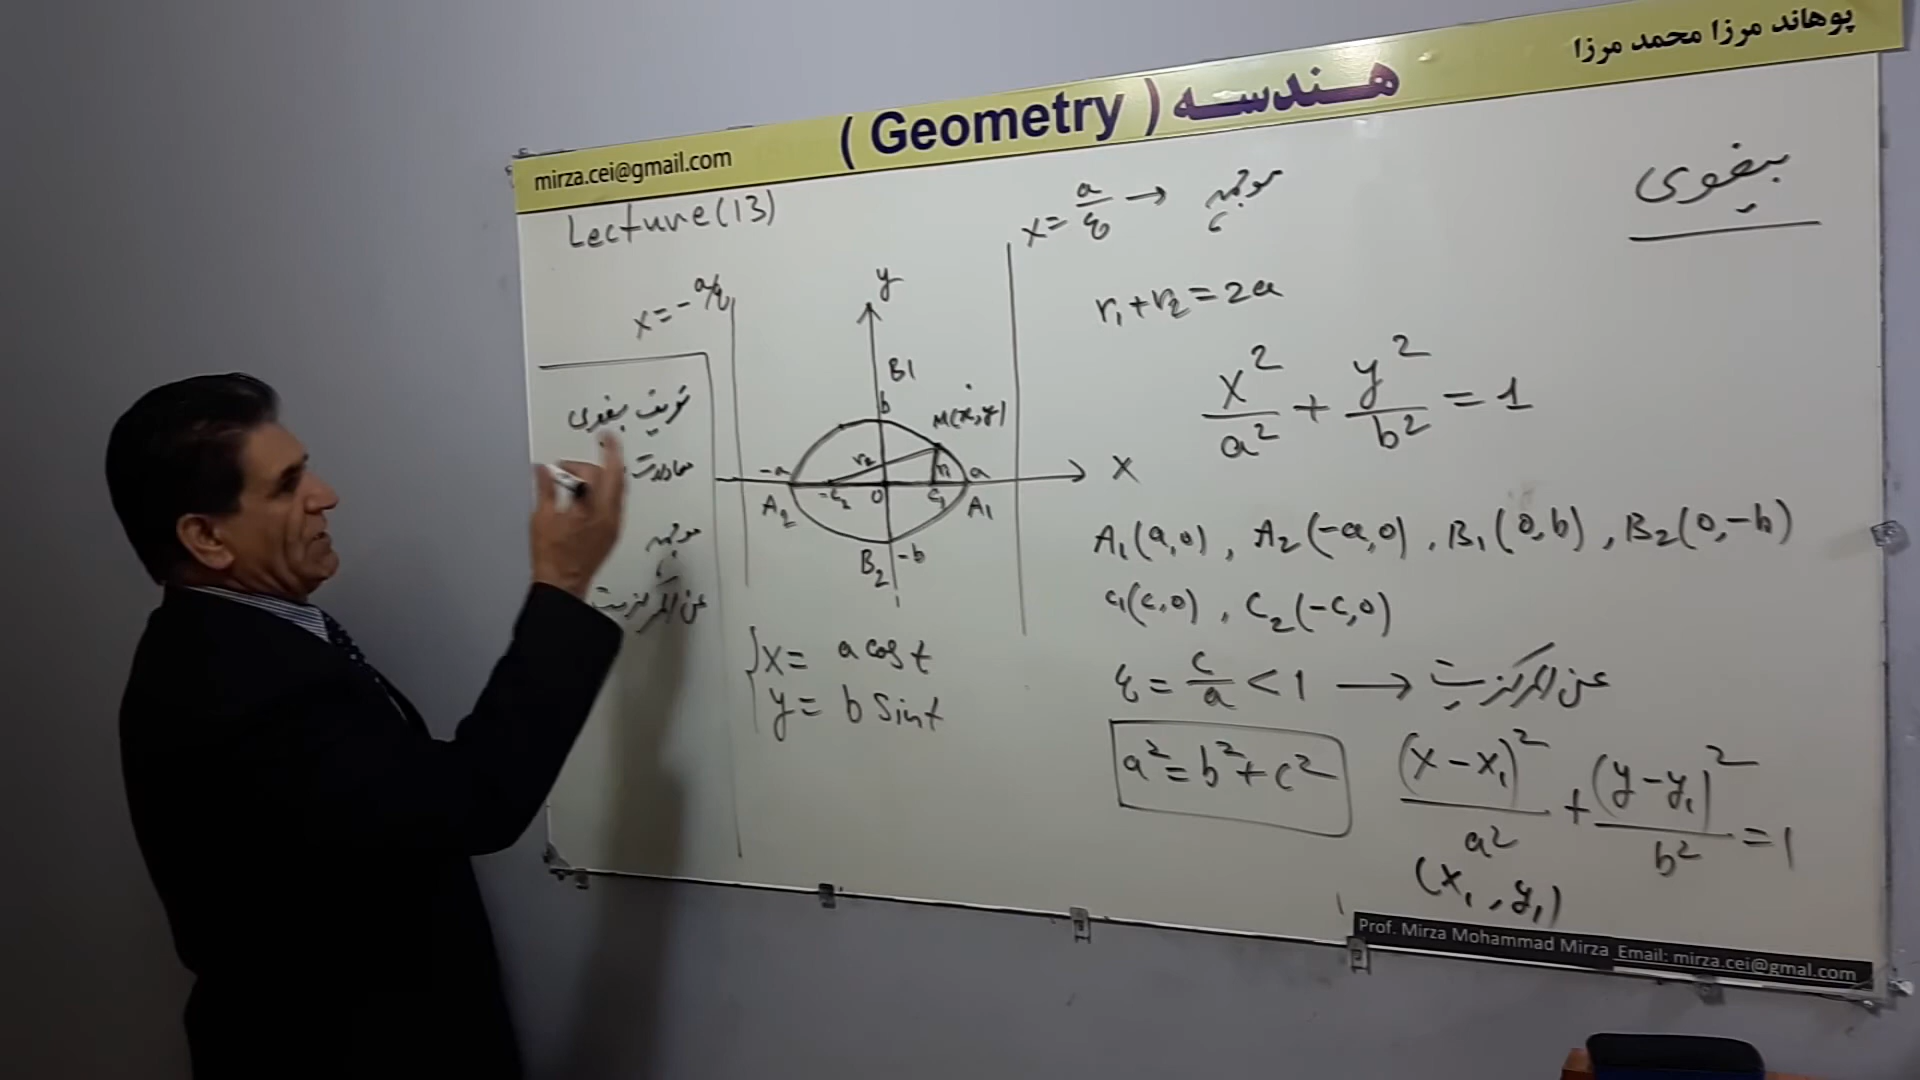 پوهاند مرزا محمد مرزا
هندسه ( Geometry )
mirza.cei@gmail.com
Lecture (13)
بیضوی
x = a/ε → موجهه
x = -a/ε
r₁ + r₂ = 2a
x²/a² + y²/b² = 1
y
B1
b
M(x,y)
r₂
r₁
-a
a
x
A₂
-c₂
0
c₁
A₁
B₂
-b
تعریف بیضوی
معادلات
موجهه
عن المرکزیت
A₁(a,0) , A₂(-a,0) , B₁(0,b) , B₂(0,-b)
c₁(c,0) , C₂(-c,0)
ε = c/a < 1 → عن المرکزیت
x = a cos t
y = b Sin t
a² = b² + c²
(x - x₁)²/a² + (y - y₁)²/b² = 1
(x₁ , y₁)
Prof. Mirza Mohammad Mirza Email: mirza.cei@gmal.com